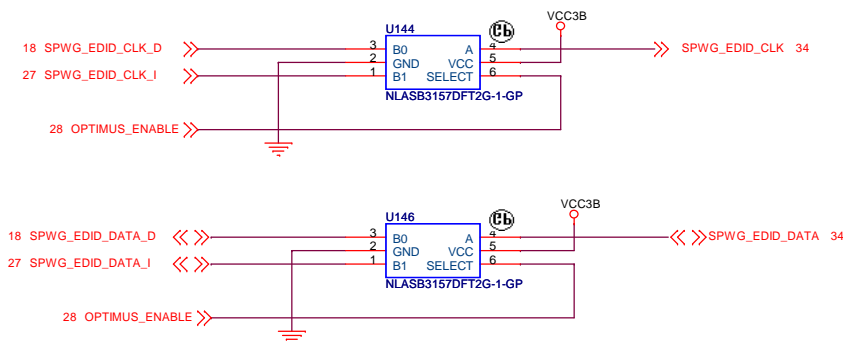 VCC3B
U144
18 SPWG_EDID_CLK_D 3 B0 A 4 SPWG_EDID_CLK 34
2 GND VCC 5
27 SPWG_EDID_CLK_I 1 B1 SELECT 6
NLASB3157DFT2G-1-GP
28 OPTIMUS_ENABLE
VCC3B
U146
18 SPWG_EDID_DATA_D 3 B0 A 4 SPWG_EDID_DATA 34
2 GND VCC 5
27 SPWG_EDID_DATA_I 1 B1 SELECT 6
NLASB3157DFT2G-1-GP
28 OPTIMUS_ENABLE